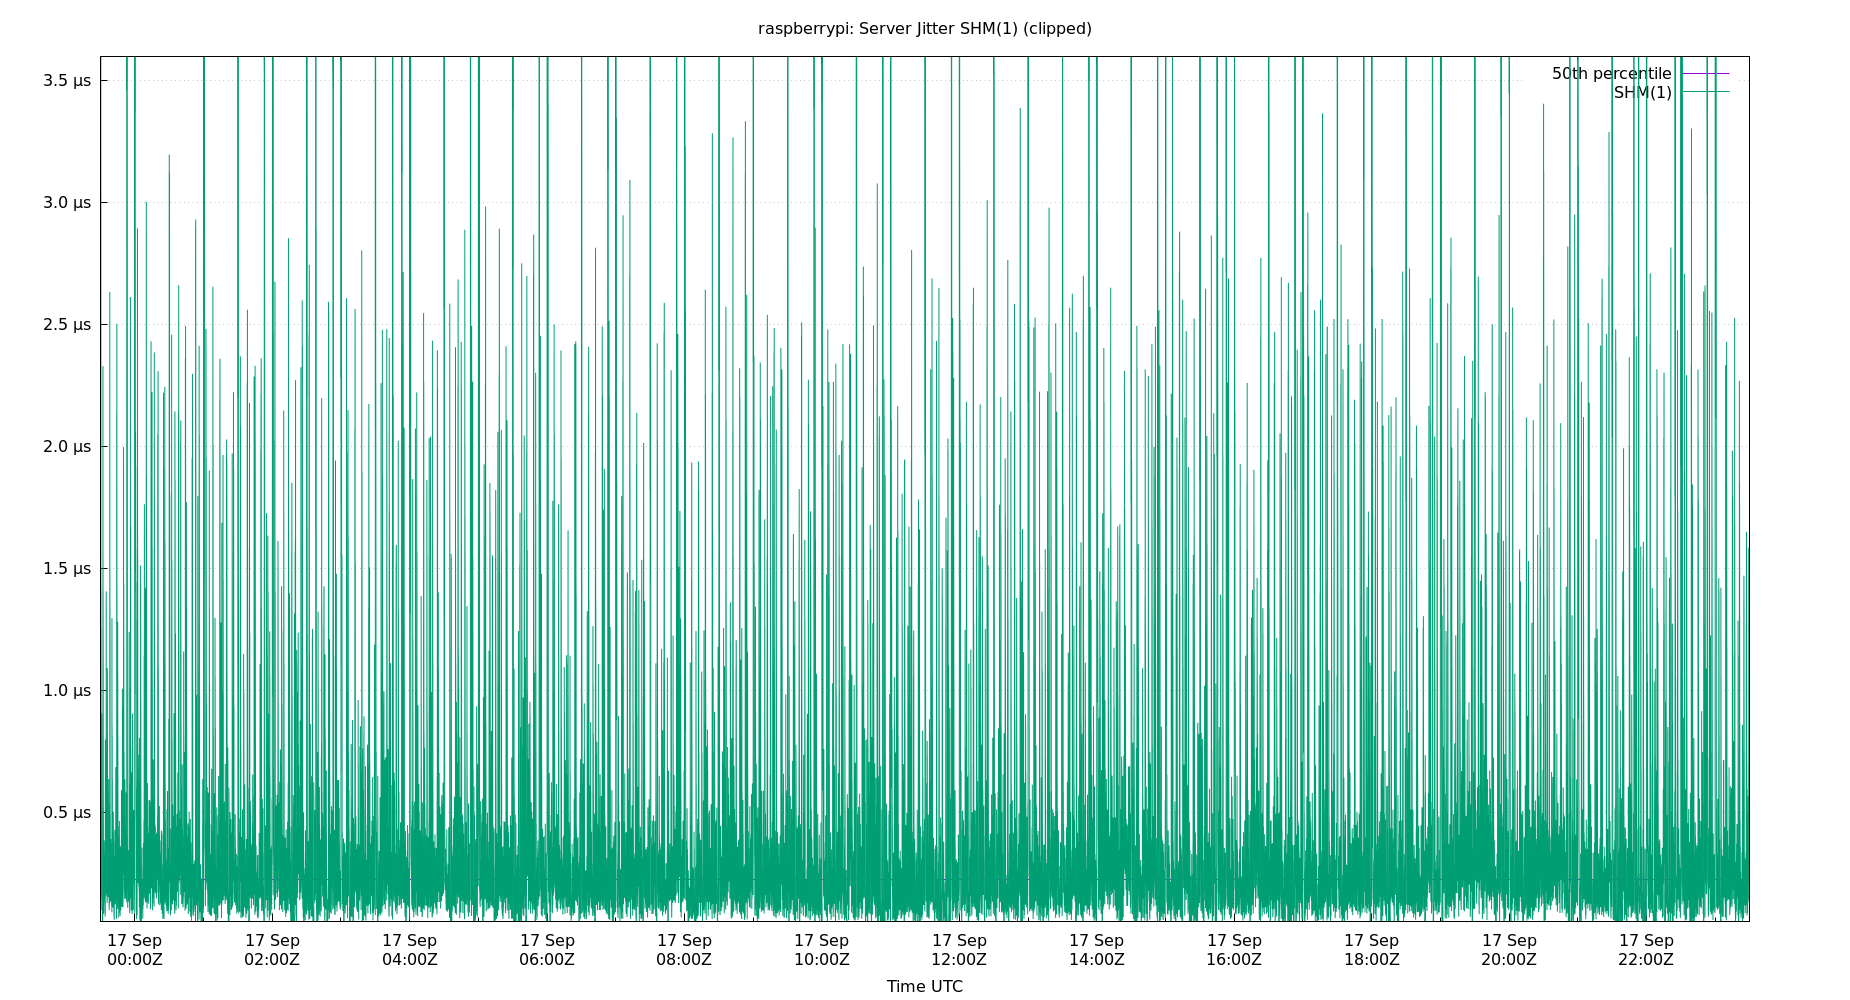 raspberrypi: Server Jitter SHM(1) (clipped)
50th percentile
SHM(1)
3.5 µs
3.0 µs
2.5 µs
2.0 µs
1.5 µs
1.0 µs
0.5 µs
17 Sep 17 Sep 17 Sep 17 Sep 17 Sep 17 Sep 17 Sep 17 Sep 17 Sep 17 Sep 17 Sep 17 Sep
00:00Z 02:00Z 04:00Z 06:00Z 08:00Z 10:00Z 12:00Z 14:00Z 16:00Z 18:00Z 20:00Z 22:00Z
Time UTC